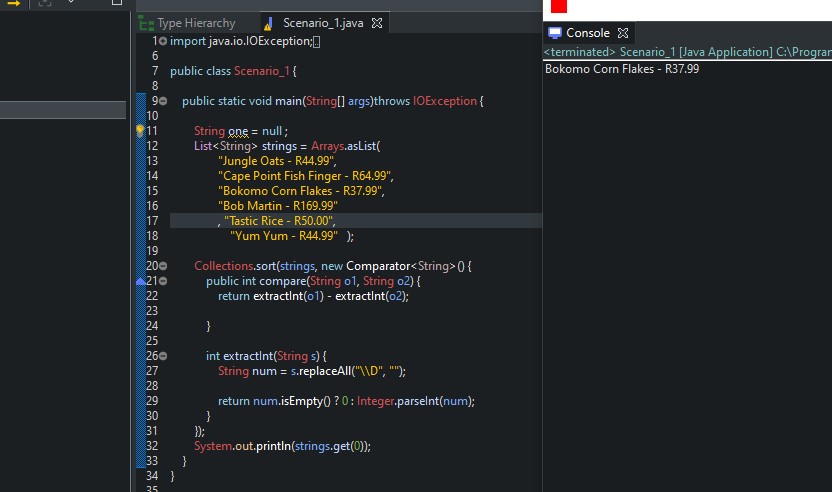 Type Hierarchy
Scenario_1.java
1 import java.io.IOException;
6
7 public class Scenario_1 {
8
9 public static void main(String[] args)throws IOException {
10
11 String one = null ;
12 List<String> strings = Arrays.asList(
13 "Jungle Oats - R44.99",
14 "Cape Point Fish Finger - R64.99",
15 "Bokomo Corn Flakes - R37.99",
16 "Bob Martin - R169.99"
17 , "Tastic Rice - R50.00",
18 "Yum Yum - R44.99" );
19
20 Collections.sort(strings, new Comparator<String>() {
21 public int compare(String o1, String o2) {
22 return extractInt(o1) - extractInt(o2);
23
24 }
25
26 int extractInt(String s) {
27 String num = s.replaceAll("\\D", "");
28
29 return num.isEmpty() ? 0 : Integer.parseInt(num);
30 }
31 });
32 System.out.println(strings.get(0));
33 }
34 }
35
Console
<terminated> Scenario_1 [Java Application] C:\Program
Bokomo Corn Flakes - R37.99